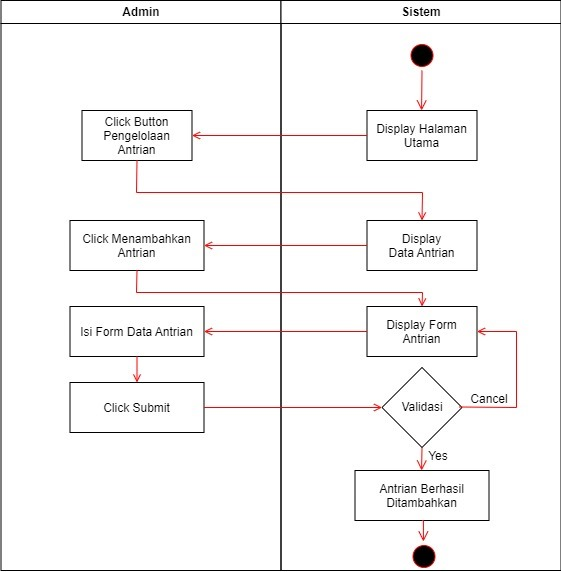 Admin
Sistem
Display Halaman
Utama
Click Button
Pengelolaan
Antrian
Display
Data Antrian
Click Menambahkan
Antrian
Display Form
Antrian
Isi Form Data Antrian
Click Submit
Validasi
Cancel
Yes
Antrian Berhasil
Ditambahkan